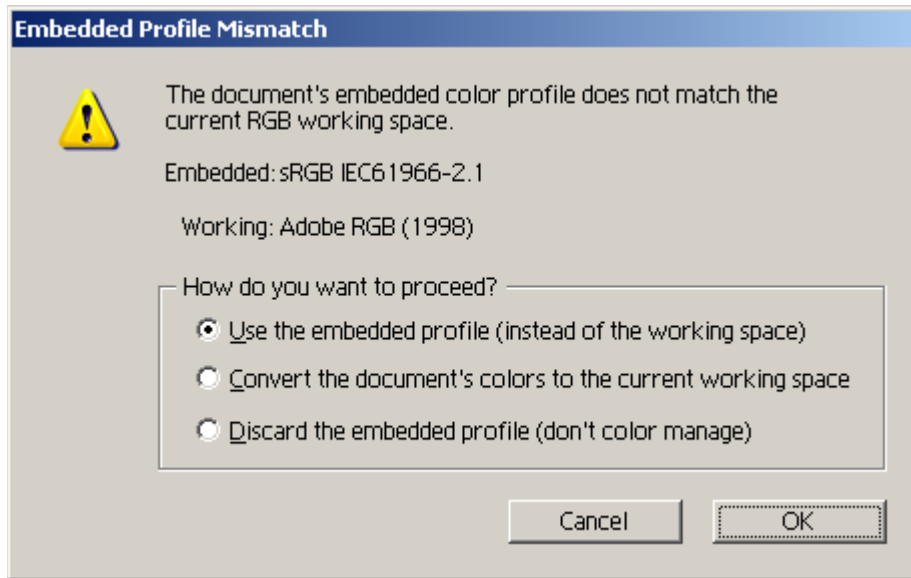 Embedded Profile Mismatch
The document's embedded color profile does not match the
current RGB working space.
Embedded: sRGB IEC61966-2.1
Working: Adobe RGB (1998)
How do you want to proceed?
Use the embedded profile (instead of the working space)
Convert the document's colors to the current working space
Discard the embedded profile (don't color manage)
Cancel OK